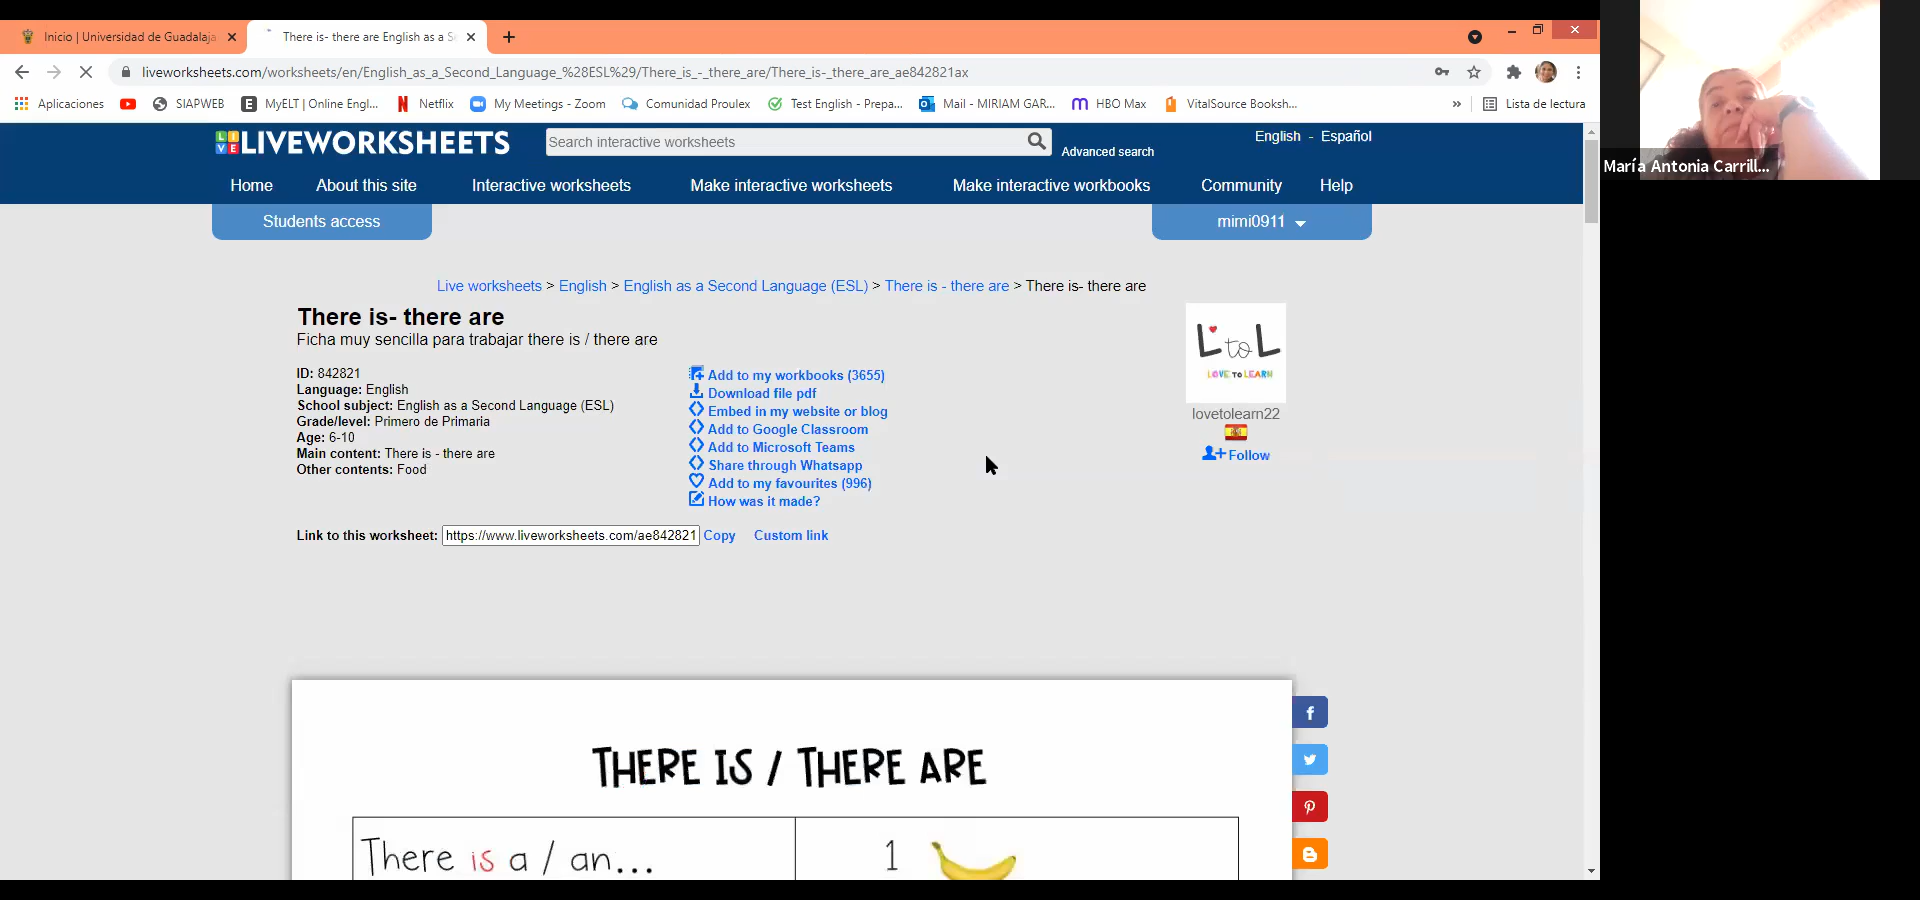 Inicio | Universidad de Guadalaja
There is- there are English as a S
liveworksheets.com/worksheets/en/English_as_a_Second_Language_%28ESL%29/There_is_-_there_are/There_is-_there_are_ae842821ax
Aplicaciones SIAPWEB MyELT | Online Engl... Netflix My Meetings - Zoom Comunidad Proulex Test English - Prepa... Mail - MIRIAM GAR... HBO Max VitalSource Booksh... » Lista de lectura
LIVE LIVEWORKSHEETS Search interactive worksheets Advanced search English - Español
Home About this site Interactive worksheets Make interactive worksheets Make interactive workbooks Community Help
Students access mimi0911
Live worksheets > English > English as a Second Language (ESL) > There is - there are > There is- there are
There is- there are
Ficha muy sencilla para trabajar there is / there are
ID: 842821
Language: English
School subject: English as a Second Language (ESL)
Grade/level: Primero de Primaria
Age: 6-10
Main content: There is - there are
Other contents: Food
Add to my workbooks (3655)
Download file pdf
Embed in my website or blog
Add to Google Classroom
Add to Microsoft Teams
Share through Whatsapp
Add to my favourites (996)
How was it made?
L to L
LOVE TO LEARN
lovetolearn22
Follow
Link to this worksheet: https://www.liveworksheets.com/ae842821 Copy Custom link
THERE IS / THERE ARE
There is a / an... 1
María Antonia Carrill...